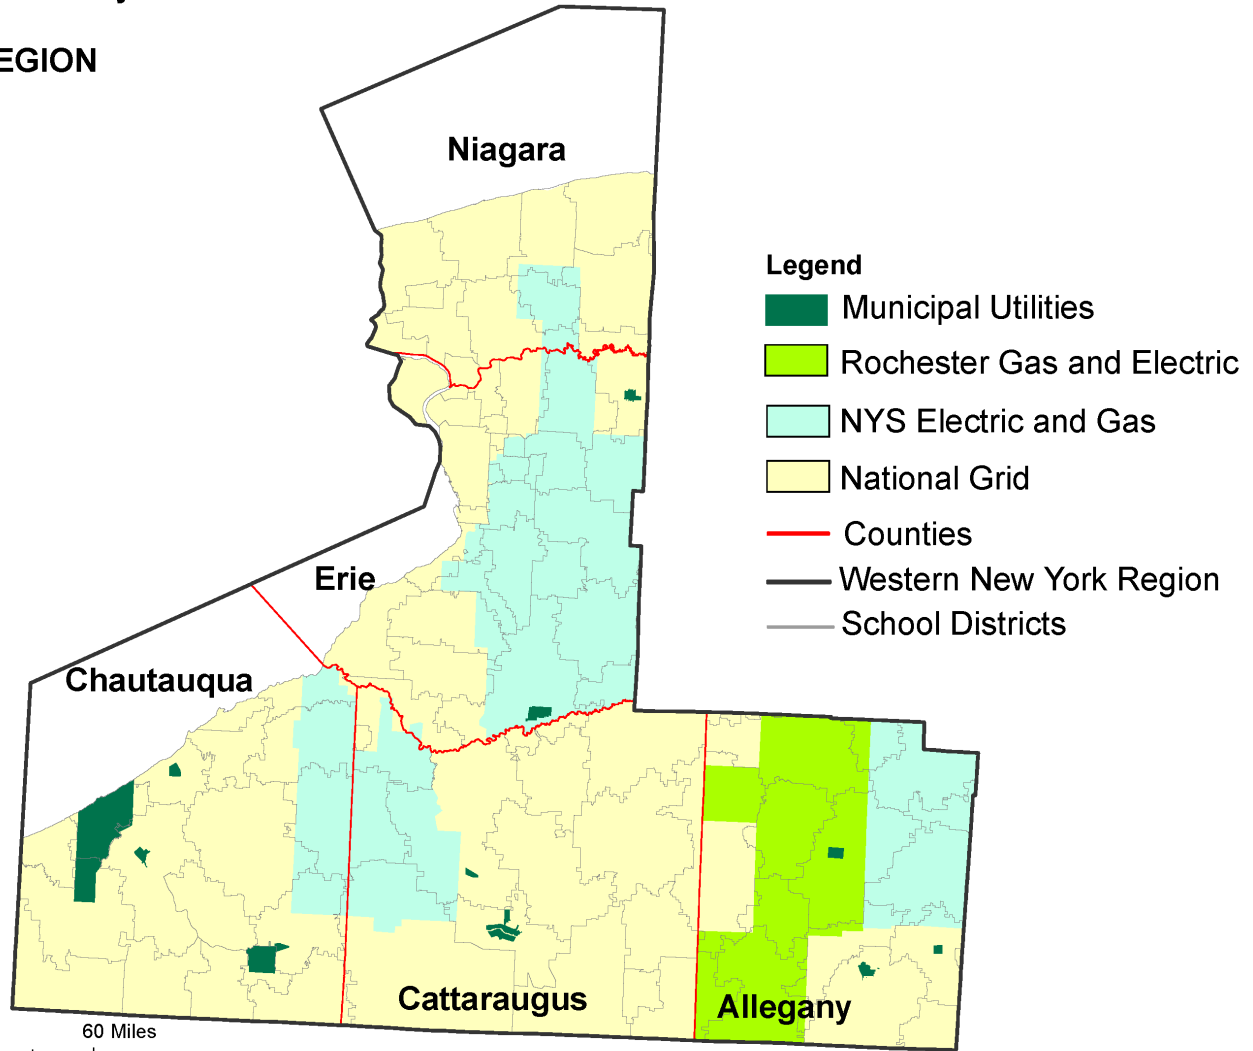 EGION
Niagara
Legend
Municipal Utilities
Rochester Gas and Electric
NYS Electric and Gas
National Grid
Counties
Western New York Region
School Districts
Erie
Chautauqua
Cattaraugus
Allegany
60 Miles